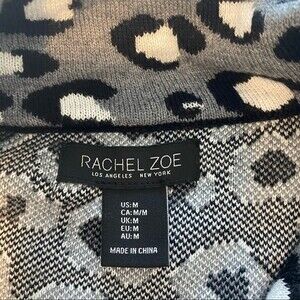 RACHEL ZOE
LOS ANGELES NEW YORK
US:M
CA:M/M
UK:M
EU:M
AU:M
MADE IN CHINA